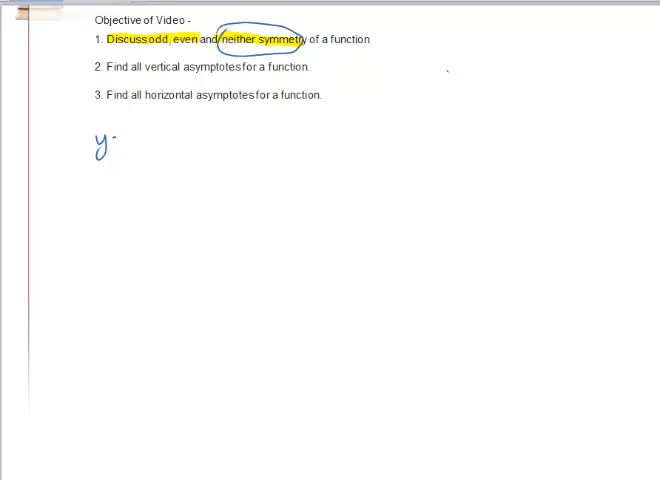 Objective of Video -
1. Discuss odd, even and/neither symmetry of a function
2. Find all vertical asymptotes for a function.
3. Find all horizontal asymptotes for a function.
y-